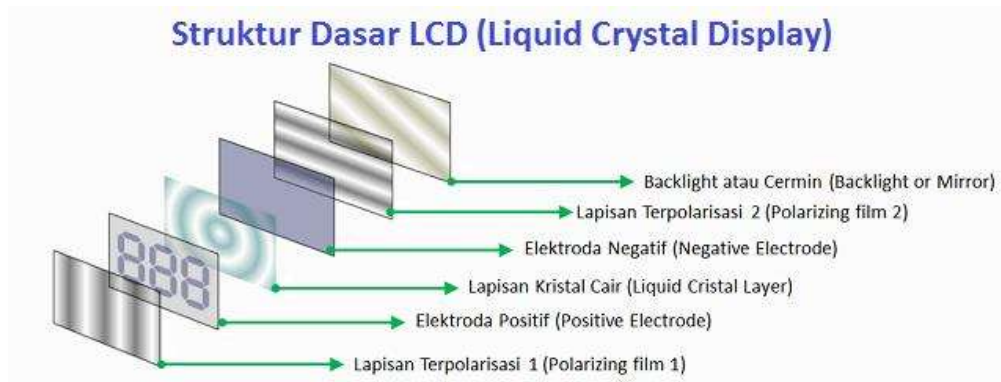 Struktur Dasar LCD (Liquid Crystal Display)
Backlight atau Cermin (Backlight or Mirror)
Lapisan Terpolarisasi 2 (Polarizing film 2)
Elektroda Negatif (Negative Electrode)
Lapisan Kristal Cair (Liquid Cristal Layer)
888
Elektroda Positif (Positive Electrode)
Lapisan Terpolarisasi 1 (Polarizing film 1)